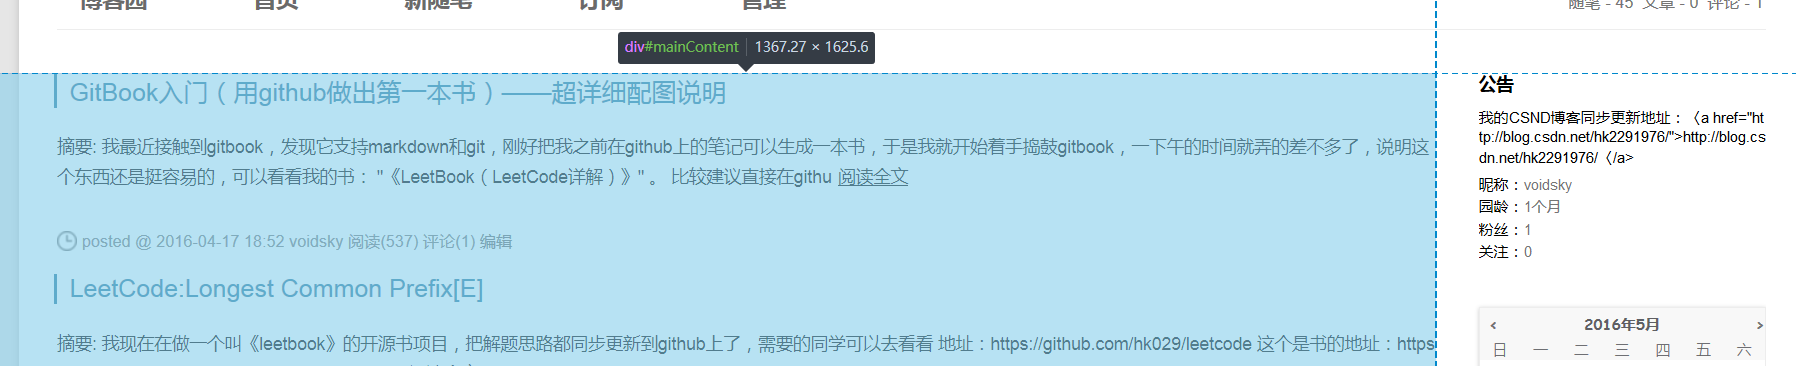 博客园 首页 新随笔 订阅 管理
随笔 - 45 文章 - 0 评论 - 1
div#mainContent 1367.27 × 1625.6
GitBook入门（用github做出第一本书）——超详细配图说明
摘要: 我最近接触到gitbook，发现它支持markdown和git，刚好把我之前在github上的笔记可以生成一本书，于是我就开始着手捣鼓gitbook，一下午的时间就弄的差不多了，说明这
个东西还是挺容易的，可以看看我的书： "《LeetBook（LeetCode详解）》" 。 比较建议直接在githu 阅读全文
posted @ 2016-04-17 18:52 voidsky 阅读(537) 评论(1) 编辑
LeetCode:Longest Common Prefix[E]
摘要: 我现在在做一个叫《leetbook》的开源书项目，把解题思路都同步更新到github上了，需要的同学可以去看看 地址：https://github.com/hk029/leetcode 这个是书的地址：https
公告
我的CSND博客同步更新地址：〈a href="ht
tp://blog.csdn.net/hk2291976/">http://blog.cs
dn.net/hk2291976/〈/a>
昵称：voidsky
园龄：1个月
粉丝：1
关注：0
< 2016年5月 >
日 一 二 三 四 五 六